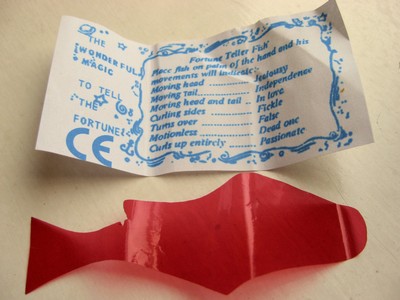 THE
WONDERFUL
MAGIC
TO TELL
THE
FORTUNE
CE
Fortune Teller Fish
Place fish on palm of the hand and his
movements will indicate:
Moving head ............ Jealousy
Moving tail............... Independence
Moving head and tail .. In love
Curling sides ............ Fickle
Turns over ............... False
Motionless ............... Dead one
Curls up entirely ....... Passionate